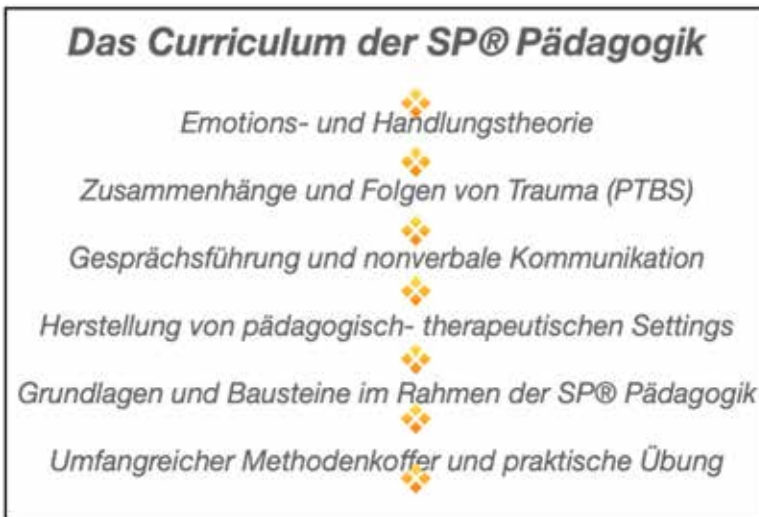 Das Curriculum der SP® Pädagogik
Emotions- und Handlungstheorie
Zusammenhänge und Folgen von Trauma (PTBS)
Gesprächsführung und nonverbale Kommunikation
Herstellung von pädagogisch- therapeutischen Settings
Grundlagen und Bausteine im Rahmen der SP® Pädagogik
Umfangreicher Methodenkoffer und praktische Übung